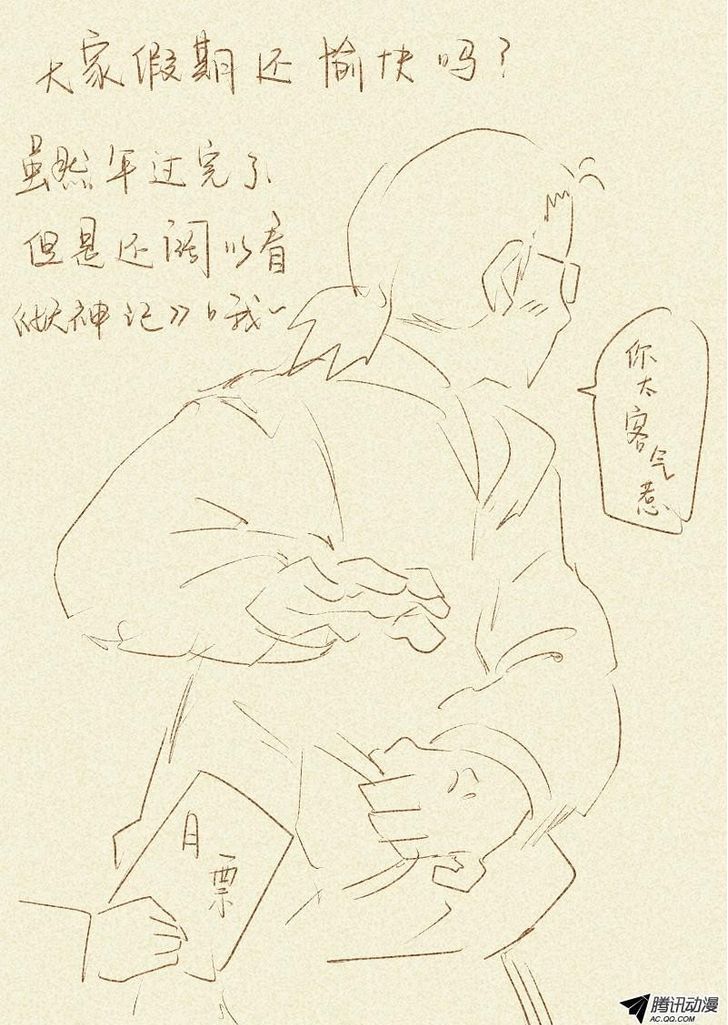 大家假期还愉快吗？
虽然年过完了
但是还可以看
《妖神记》哦~
你太客气惹
月票
腾讯动漫
AC.QQ.COM